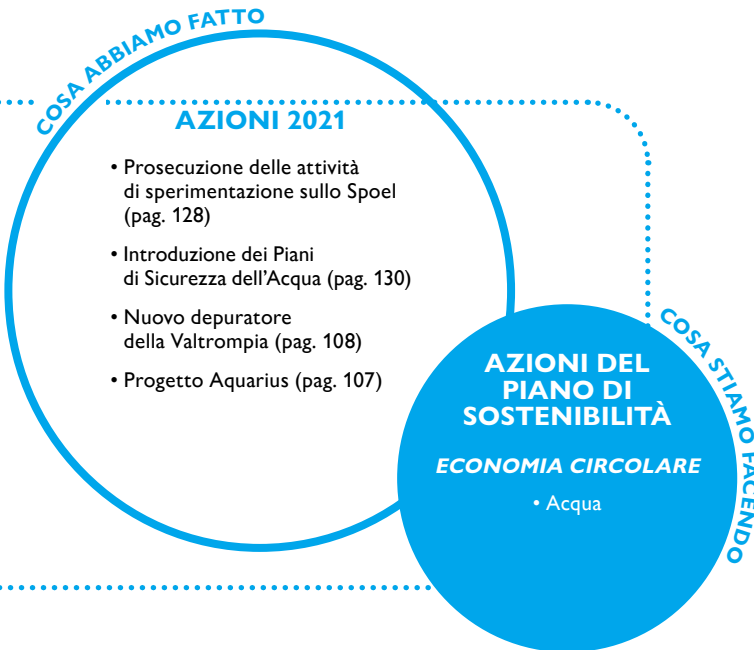 COSA ABBIAMO FATTO
AZIONI 2021
• Prosecuzione delle attività
di sperimentazione sullo Spoel
(pag. 128)
• Introduzione dei Piani
di Sicurezza dell'Acqua (pag. 130)
• Nuovo depuratore
della Valtrompia (pag. 108)
• Progetto Aquarius (pag. 107)
COSA STIAMO FACENDO
AZIONI DEL
PIANO DI
SOSTENIBILITÀ
ECONOMIA CIRCOLARE
• Acqua